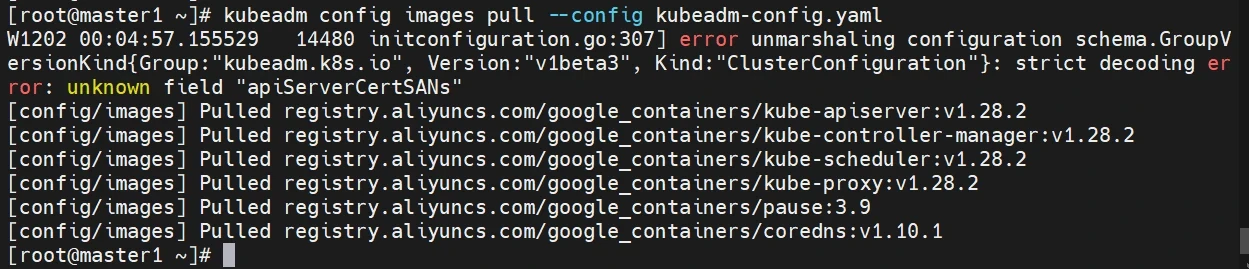 [root@master1 ~]# kubeadm config images pull --config kubeadm-config.yaml
W1202 00:04:57.155529   14480 initconfiguration.go:307] error unmarshaling configuration schema.GroupV
ersionKind{Group:"kubeadm.k8s.io", Version:"v1beta3", Kind:"ClusterConfiguration"}: strict decoding er
ror: unknown field "apiServerCertSANs"
[config/images] Pulled registry.aliyuncs.com/google_containers/kube-apiserver:v1.28.2
[config/images] Pulled registry.aliyuncs.com/google_containers/kube-controller-manager:v1.28.2
[config/images] Pulled registry.aliyuncs.com/google_containers/kube-scheduler:v1.28.2
[config/images] Pulled registry.aliyuncs.com/google_containers/kube-proxy:v1.28.2
[config/images] Pulled registry.aliyuncs.com/google_containers/pause:3.9
[config/images] Pulled registry.aliyuncs.com/google_containers/coredns:v1.10.1
[root@master1 ~]#